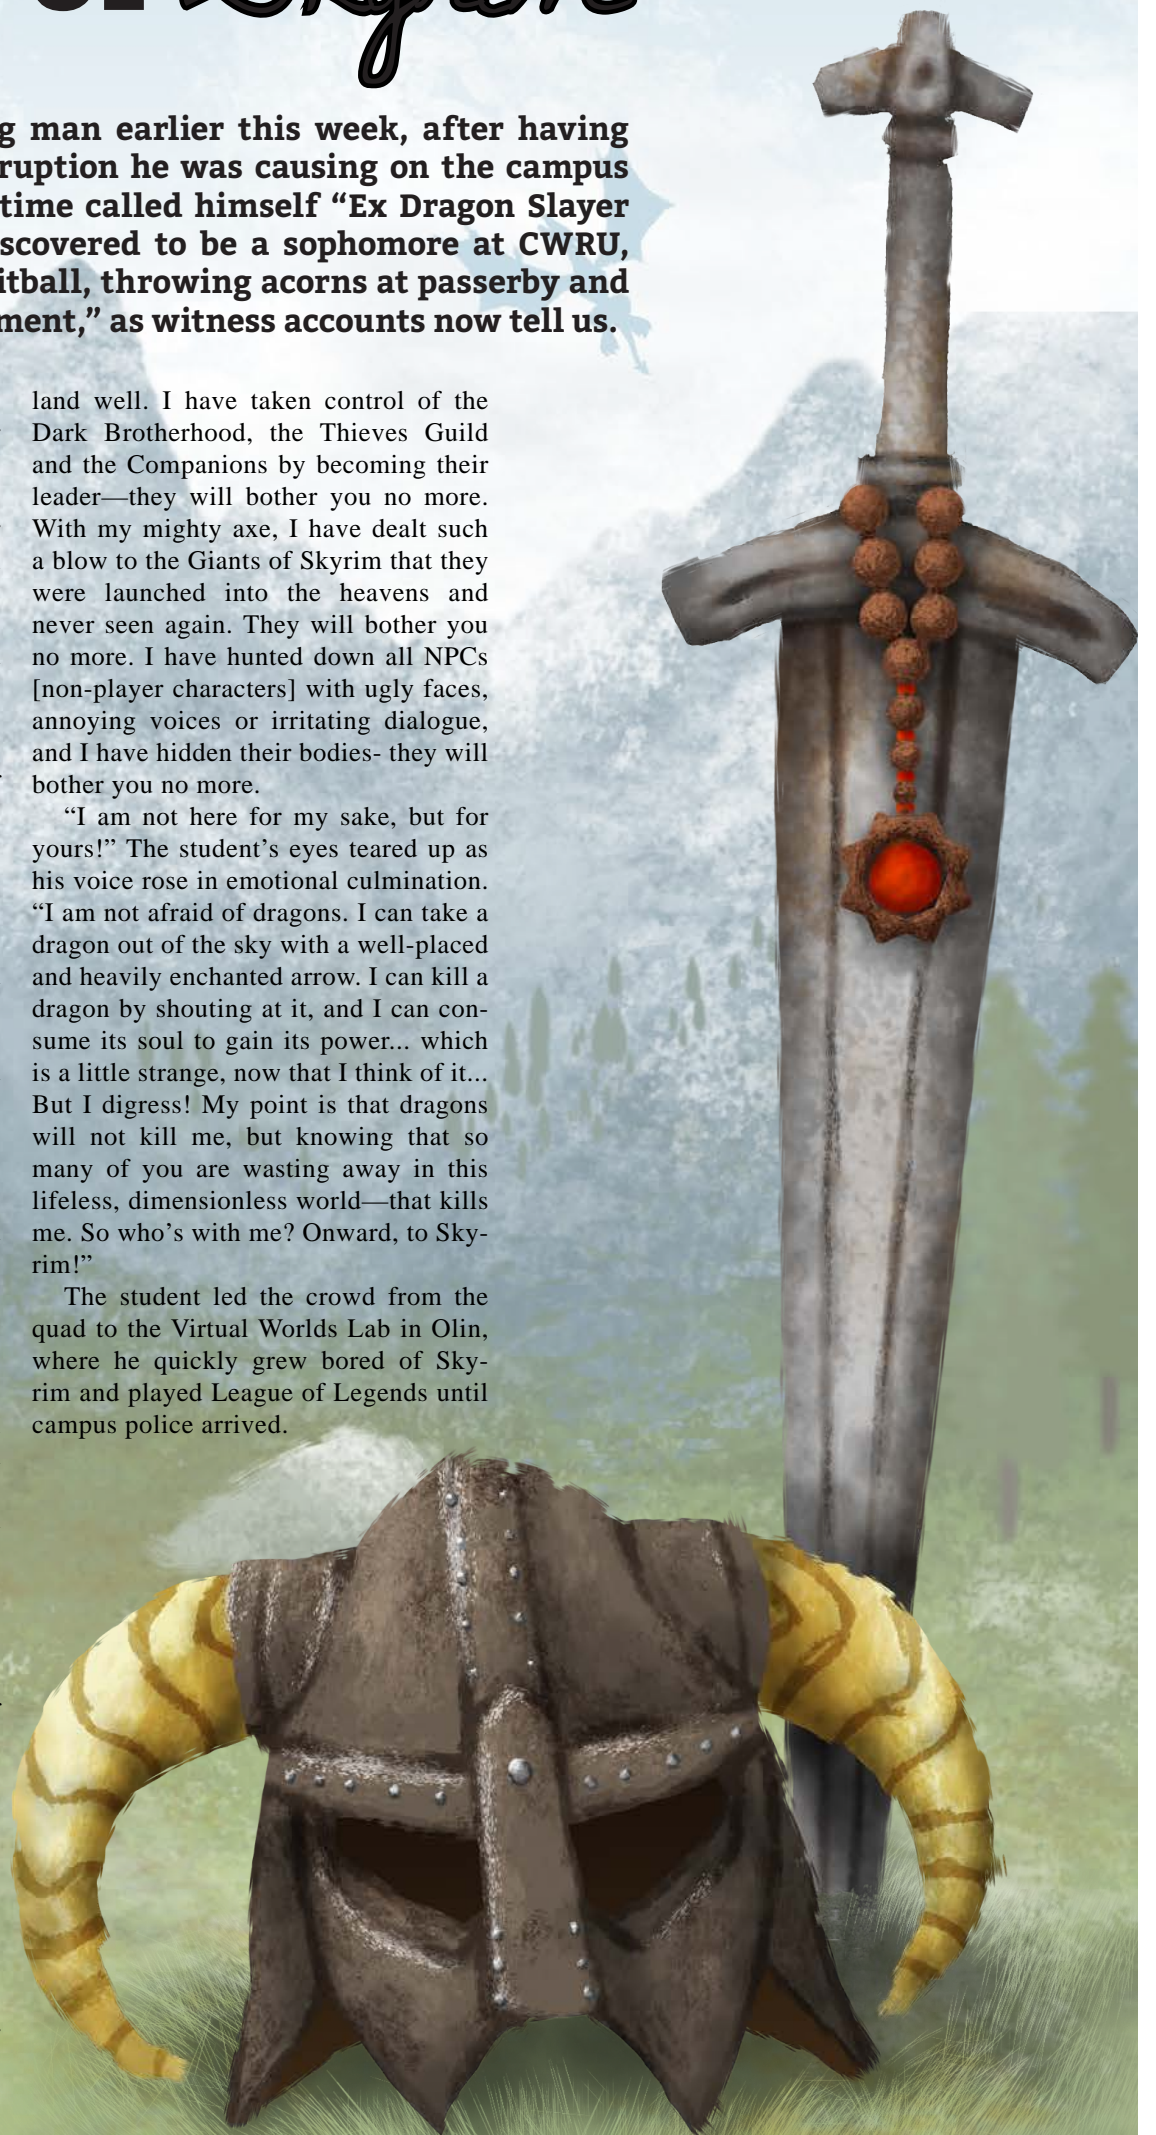 Skyrim
g man earlier this week, after having
ruption he was causing on the campus
time called himself “Ex Dragon Slayer
scovered to be a sophomore at CWRU,
itball, throwing acorns at passerby and
ment,” as witness accounts now tell us.
land well. I have taken control of the
Dark Brotherhood, the Thieves Guild
and the Companions by becoming their
leader—they will bother you no more.
With my mighty axe, I have dealt such
a blow to the Giants of Skyrim that they
were launched into the heavens and
never seen again. They will bother you
no more. I have hunted down all NPCs
[non-player characters] with ugly faces,
annoying voices or irritating dialogue,
and I have hidden their bodies- they will
bother you no more.
“I am not here for my sake, but for
yours!” The student’s eyes teared up as
his voice rose in emotional culmination.
“I am not afraid of dragons. I can take a
dragon out of the sky with a well-placed
and heavily enchanted arrow. I can kill a
dragon by shouting at it, and I can con-
sume its soul to gain its power... which
is a little strange, now that I think of it...
But I digress! My point is that dragons
will not kill me, but knowing that so
many of you are wasting away in this
lifeless, dimensionless world—that kills
me. So who’s with me? Onward, to Sky-
rim!”
The student led the crowd from the
quad to the Virtual Worlds Lab in Olin,
where he quickly grew bored of Sky-
rim and played League of Legends until
campus police arrived.